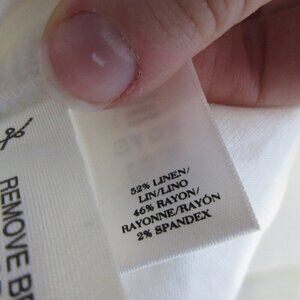 52% LINEN/
LIN/LINO
46% RAYON/
RAYONNE/RAYÓN
2% SPANDEX
REMOVE